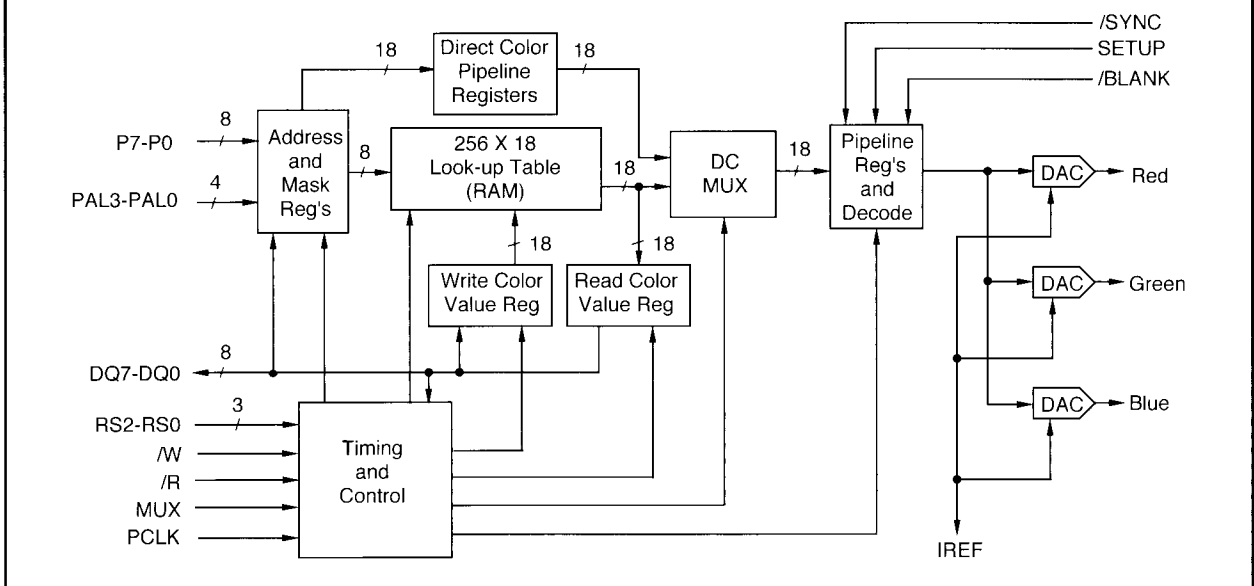 /SYNC
SETUP
/BLANK
18
Direct Color
Pipeline
Registers
18
P7-P0
8
PAL3-PAL0
4
Address
and
Mask
Reg's
8
256 X 18
Look-up Table
(RAM)
18
DC
MUX
18
Pipeline
Reg's
and
Decode
DAC
Red
18
18
Write Color
Value Reg
Read Color
Value Reg
DAC
Green
DQ7-DQ0
8
DAC
Blue
RS2-RS0
3
/W
/R
MUX
PCLK
Timing
and
Control
IREF